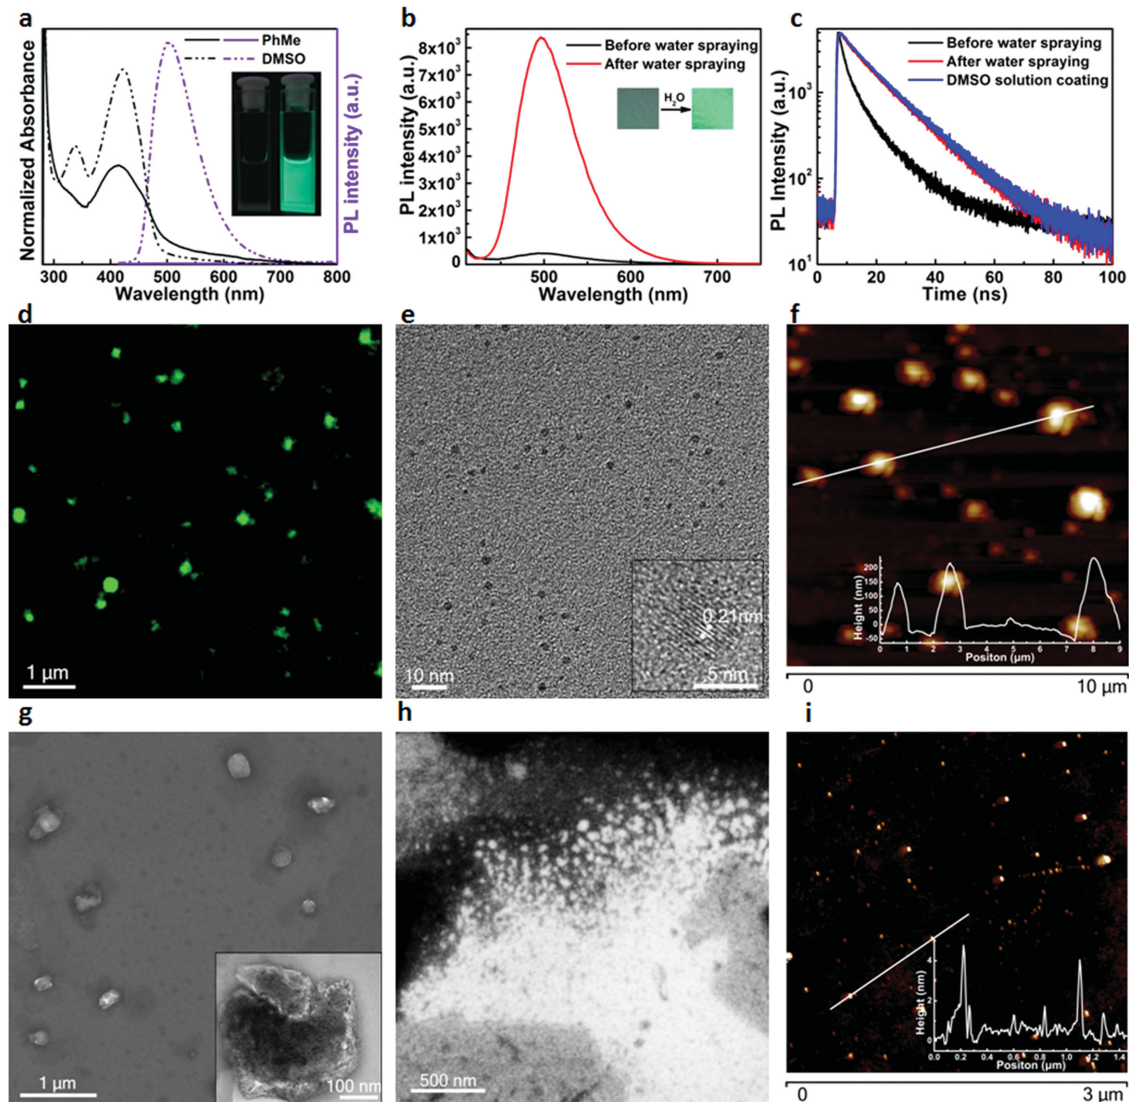 a
Normalized Absorbance
PhMe
DMSO
PL intensity (a.u.)
300 400 500 600 700 800
Wavelength (nm)
b
PL intensity (a.u.)
8x10³
7x10³
6x10³
5x10³
4x10³
3x10³
2x10³
1x10³
0
Before water spraying
After water spraying
H₂O
500 600 700
Wavelength (nm)
c
PL Intensity (a.u.)
10³
10²
10¹
Before water spraying
After water spraying
DMSO solution coating
0 20 40 60 80 100
Time (ns)
d
1 μm
e
10 nm
0.21nm
5 nm
f
Height (nm)
200
150
100
50
0
-50
0 1 2 3 4 5 6 7 8 9
Positon (μm)
0 10 μm
g
1 μm
100 nm
h
500 nm
i
Height (nm)
4
2
0
0.0 0.2 0.4 0.6 0.8 1.0 1.2 1.4
Positon (μm)
0 3 μm